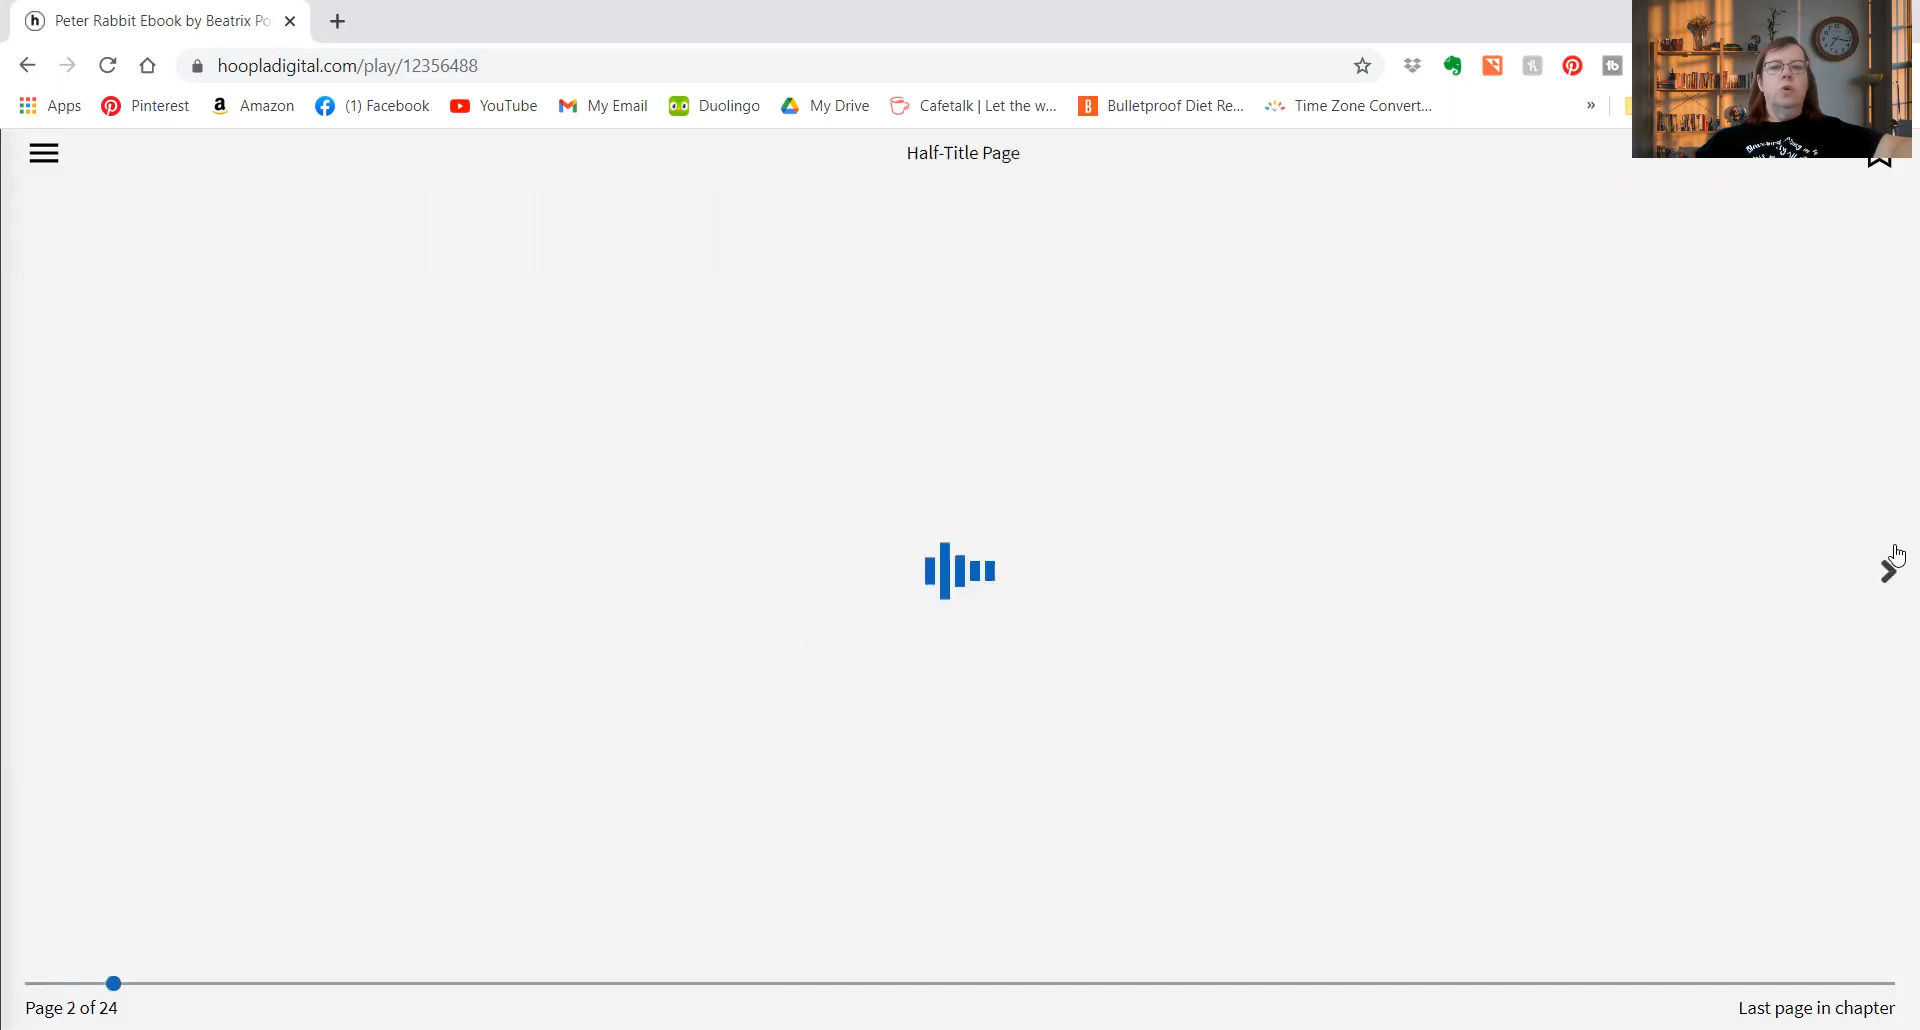 Peter Rabbit Ebook by Beatrix Po
hoopladigital.com/play/12356488
Apps Pinterest Amazon (1) Facebook YouTube My Email Duolingo My Drive Cafetalk | Let the w... Bulletproof Diet Re... Time Zone Convert... »
Half-Title Page
Page 2 of 24 Last page in chapter